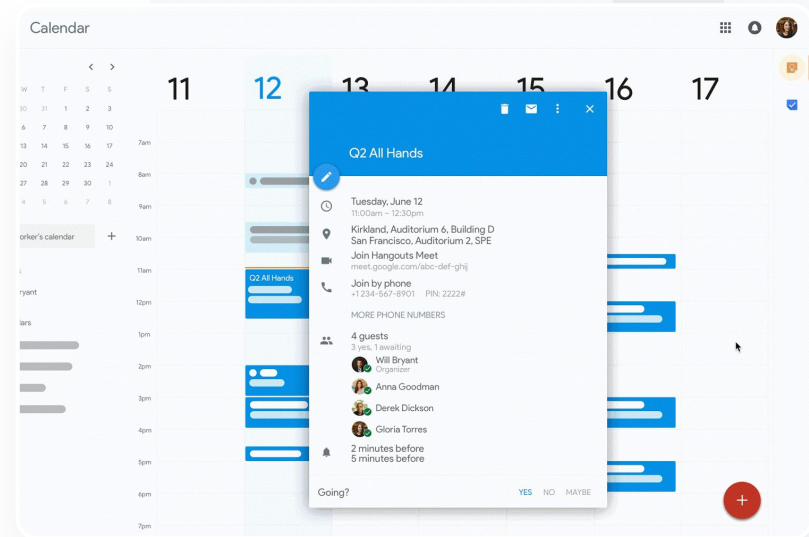 Calendar
11 12 13 14 15 16 17
W T F S S
30 31 1 2 3
6 7 8 9 10
13 14 15 16 17
20 21 22 23 24
27 28 29 30 1
4 5 6 7 8
orker's calendar
ryant
ars
7am
8am
9am
10am
11am
12pm
1pm
2pm
3pm
4pm
5pm
6pm
7pm
Q2 All Hands
Q2 All Hands
Tuesday, June 12
11:00am – 12:30pm
Kirkland, Auditorium 6, Building D
San Francisco, Auditorium 2, SPE
Join Hangouts Meet
meet.google.com/abc-def-ghij
Join by phone
+1 234-567-8901 PIN: 2222#
MORE PHONE NUMBERS
4 guests
3 yes, 1 awaiting
Will Bryant
Organizer
Anna Goodman
Derek Dickson
Gloria Torres
2 minutes before
5 minutes before
Going? YES NO MAYBE